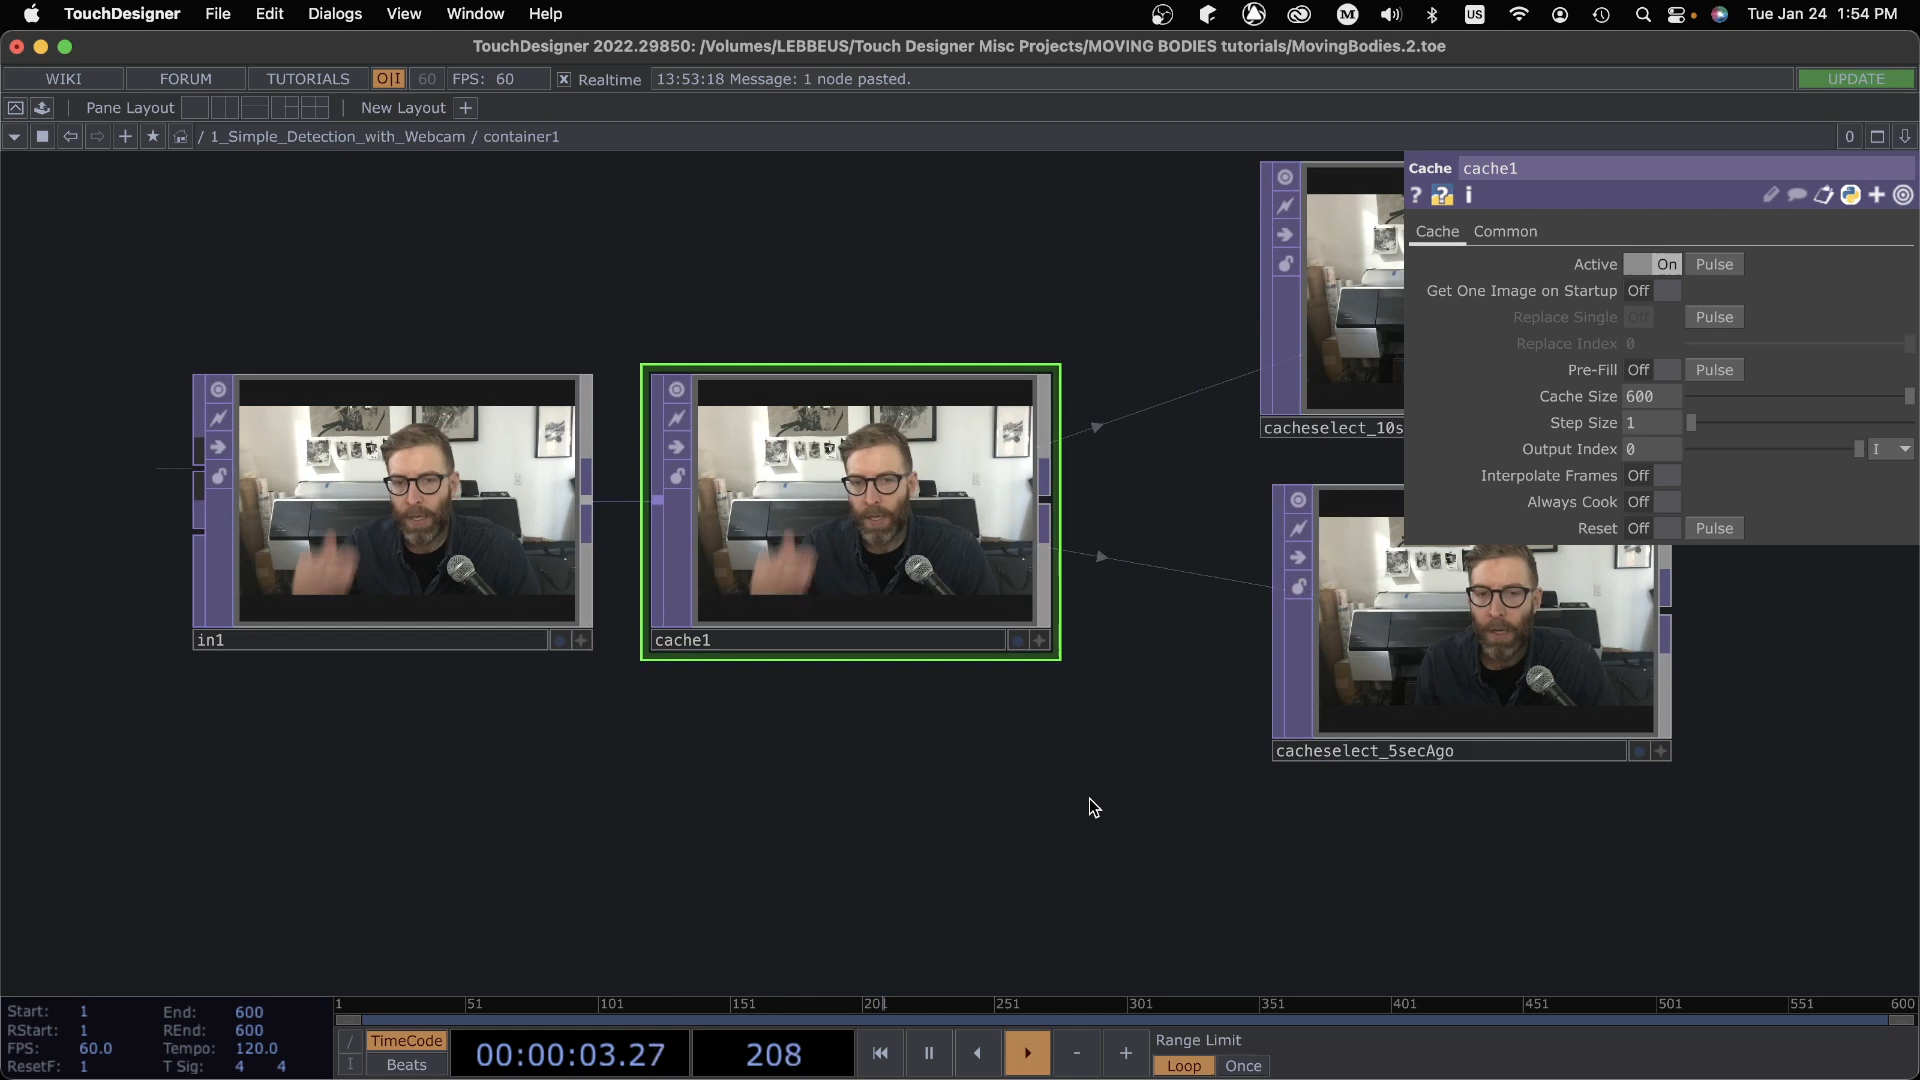 TouchDesigner File Edit Dialogs View Window Help M US Tue Jan 24 1:54 PM
TouchDesigner 2022.29850: /Volumes/LEBBEUS/Touch Designer Misc Projects/MOVING BODIES tutorials/MovingBodies.2.toe
WIKI FORUM TUTORIALS O|I 60 FPS: 60 Realtime 13:53:18 Message: 1 node pasted. UPDATE
Pane Layout New Layout +
/ 1_Simple_Detection_with_Webcam / container1 0
Cache cache1
? ? i
Cache Common
Active On Pulse
Get One Image on Startup Off
Replace Single Off Pulse
Replace Index 0
Pre-Fill Off Pulse
Cache Size 600
Step Size 1
Output Index 0 I
Interpolate Frames Off
Always Cook Off
Reset Off Pulse
cacheselect_10s
in1
cache1
cacheselect_5secAgo
1 51 101 151 201 251 301 351 401 451 501 551 600
Start: 1 End: 600
RStart: 1 REnd: 600
FPS: 60.0 Tempo: 120.0
ResetF: 1 T Sig: 4 4
/ TimeCode
I Beats
00:00:03.27 208 - +
Range Limit
Loop Once